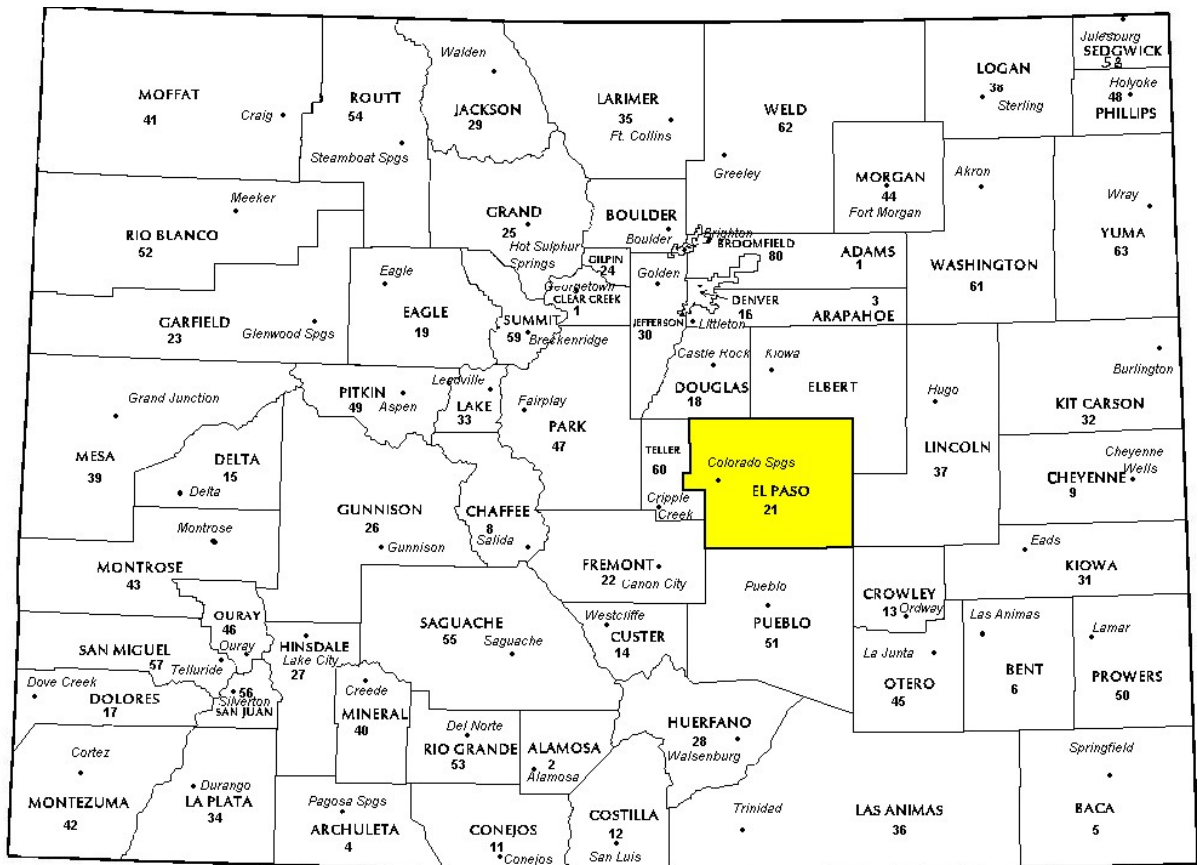 Julesburg
SEDGWICK
58
Walden
LOGAN
38
Sterling
Holyoke
48
PHILLIPS
MOFFAT
41
Craig
ROUTT
54
Steamboat Spgs
JACKSON
29
LARIMER
35
Ft. Collins
WELD
62
Greeley
MORGAN
44
Fort Morgan
Akron
Wray
YUMA
63
Meeker
RIO BLANCO
52
GRAND
25
Hot Sulphur
Springs
BOULDER
Boulder
Brighton
BROOMFIELD
80
ADAMS
1
WASHINGTON
61
GILPIN
24
Golden
Eagle
EAGLE
19
Georgetown
CLEAR CREEK
1
DENVER
16
3
ARAPAHOE
Littleton
JEFFERSON
30
GARFIELD
23
Glenwood Spgs
SUMMIT
59
Breckenridge
Castle Rock
DOUGLAS
18
Kiowa
ELBERT
Hugo
LINCOLN
37
Burlington
KIT CARSON
32
PITKIN
49
Aspen
Leadville
LAKE
33
Fairplay
PARK
47
Grand Junction
MESA
39
DELTA
15
Delta
TELLER
60
Cripple
Creek
Colorado Spgs
EL PASO
21
Cheyenne
Wells
CHEYENNE
9
GUNNISON
26
Gunnison
CHAFFEE
8
Salida
Montrose
MONTROSE
43
FREMONT
22
Canon City
Eads
KIOWA
31
OURAY
46
Ouray
SAGUACHE
55
Saguache
Westcliffe
CUSTER
14
Pueblo
PUEBLO
51
CROWLEY
13
Ordway
Las Animas
BENT
6
Lamar
PROWERS
50
SAN MIGUEL
57
Telluride
HINSDALE
Lake City
27
La Junta
OTERO
45
Dove Creek
DOLORES
17
56
Silverton
SAN JUAN
Creede
MINERAL
40
Del Norte
RIO GRANDE
53
ALAMOSA
2
Alamosa
HUERFANO
28
Walsenburg
Cortez
MONTEZUMA
42
Durango
LA PLATA
34
Pagosa Spgs
ARCHULETA
4
CONEJOS
11
Conejos
COSTILLA
12
San Luis
Trinidad
LAS ANIMAS
36
Springfield
BACA
5